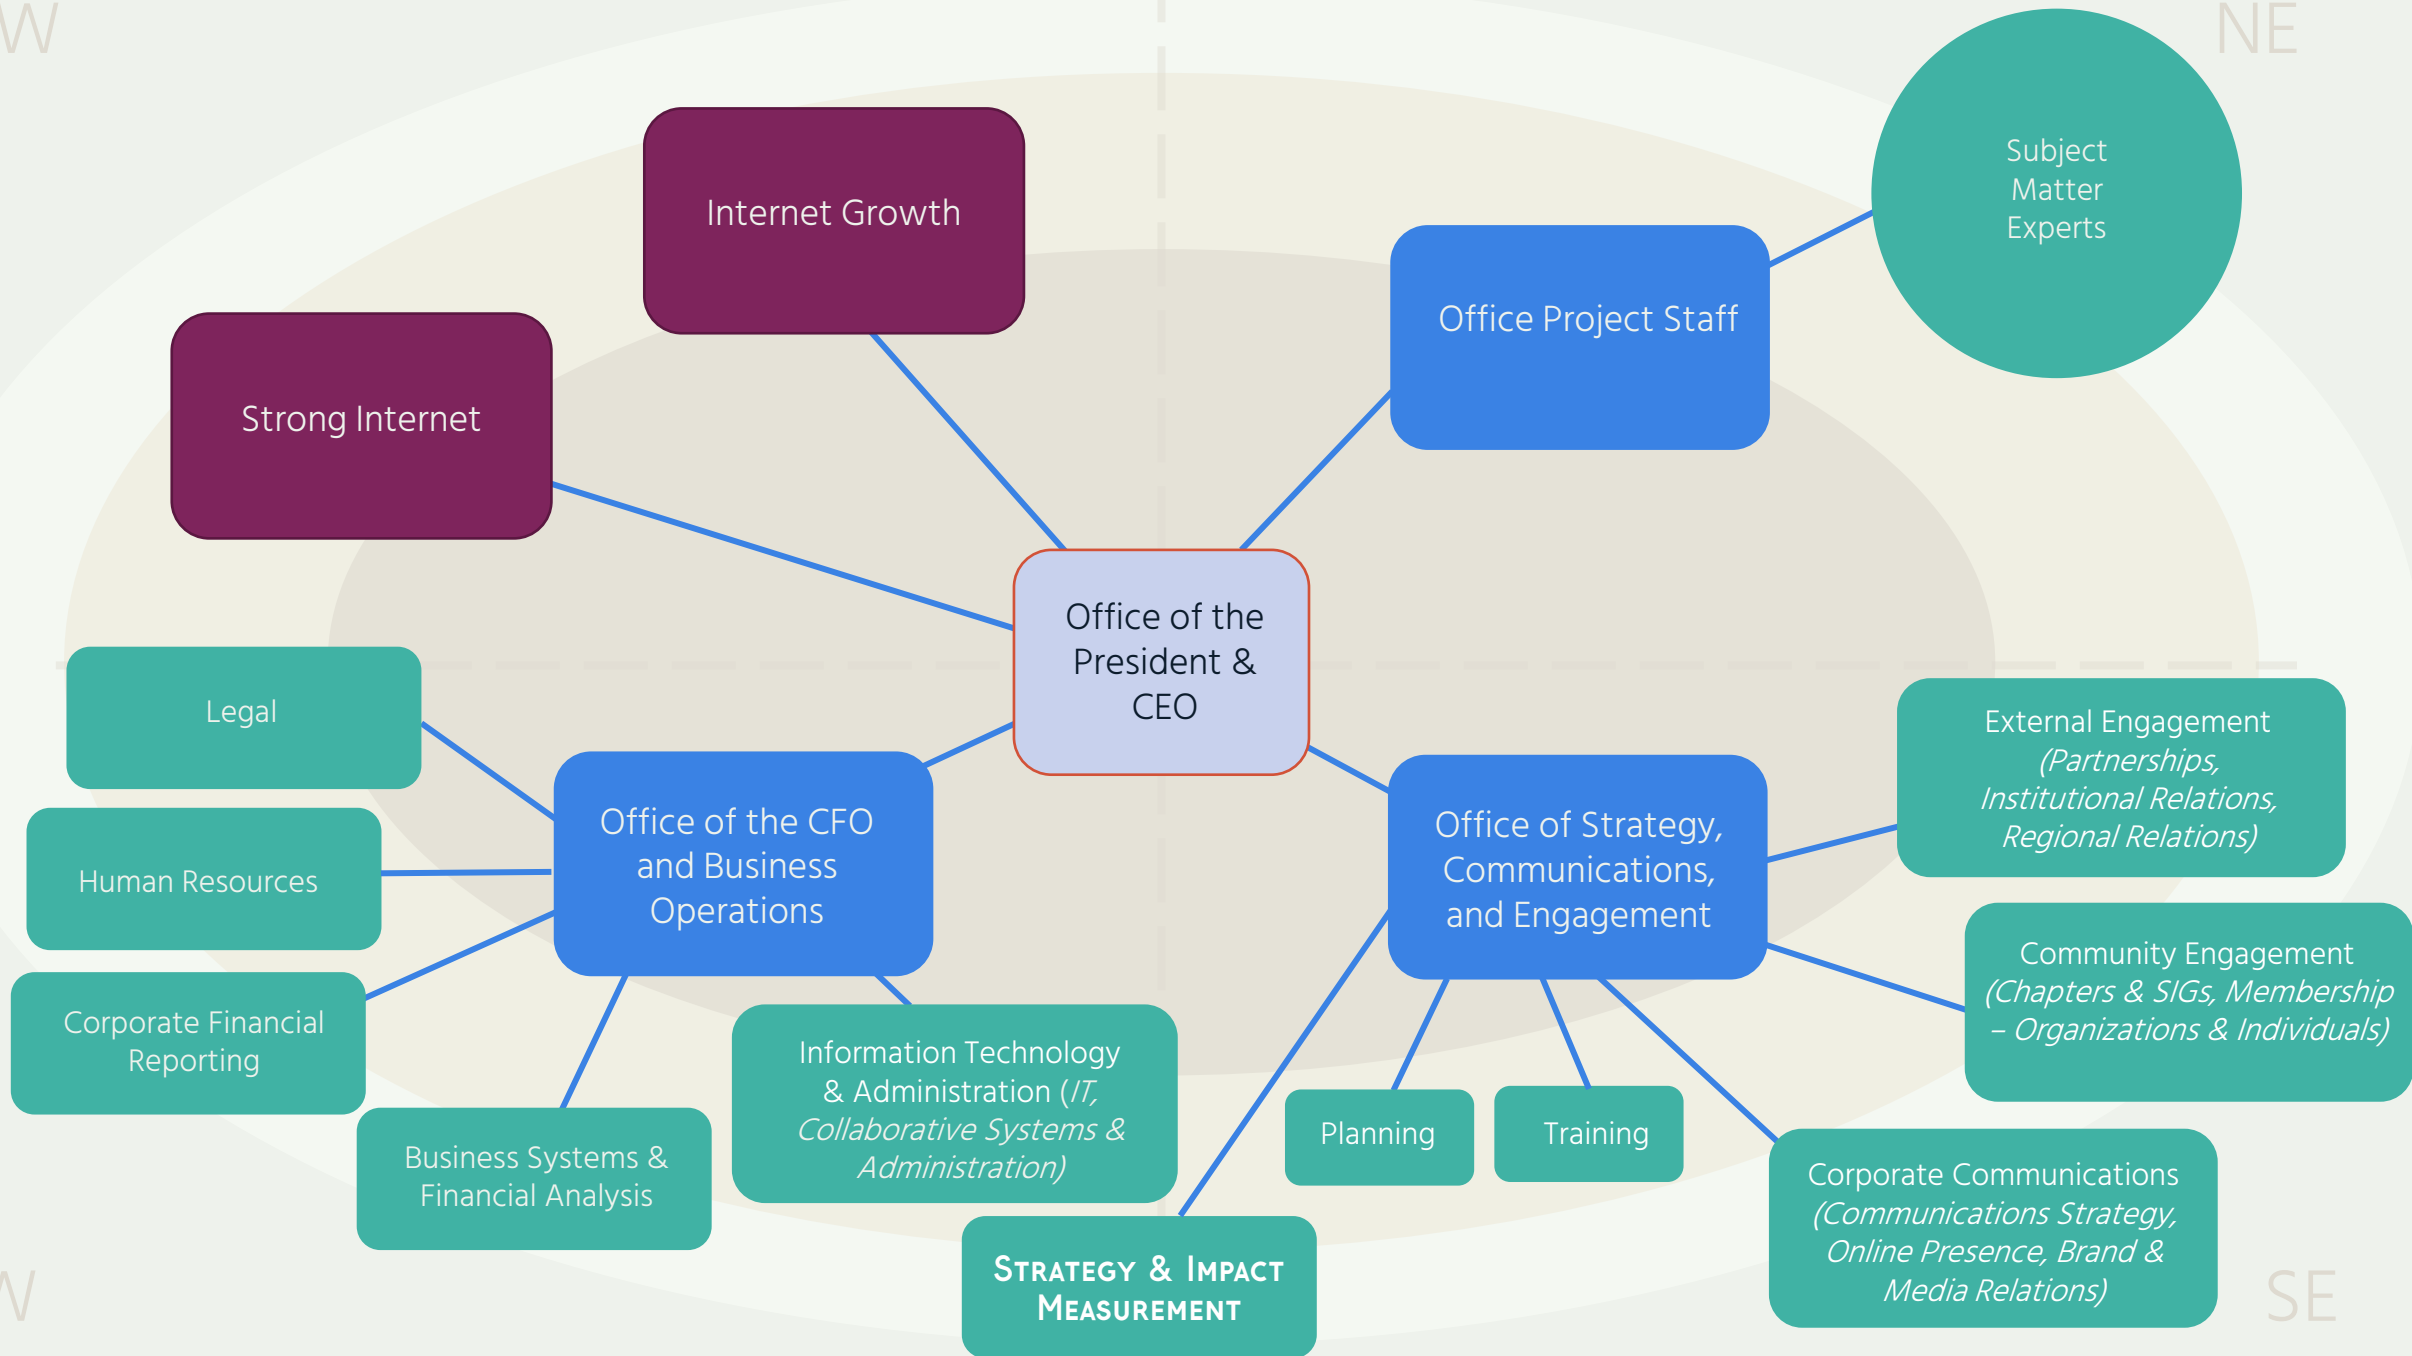 W
NE
Subject
Matter
Experts
Internet Growth
Office Project Staff
Strong Internet
Office of the
President &
CEO
Legal
External Engagement
(Partnerships,
Institutional Relations,
Regional Relations)
Office of the CFO
and Business
Operations
Office of Strategy,
Communications,
and Engagement
Human Resources
Community Engagement
(Chapters & SIGs, Membership
– Organizations & Individuals)
Corporate Financial
Reporting
Information Technology
& Administration (IT,
Collaborative Systems &
Administration)
Planning
Training
Business Systems &
Financial Analysis
Corporate Communications
(Communications Strategy,
Online Presence, Brand &
Media Relations)
Strategy & Impact
Measurement
W
SE